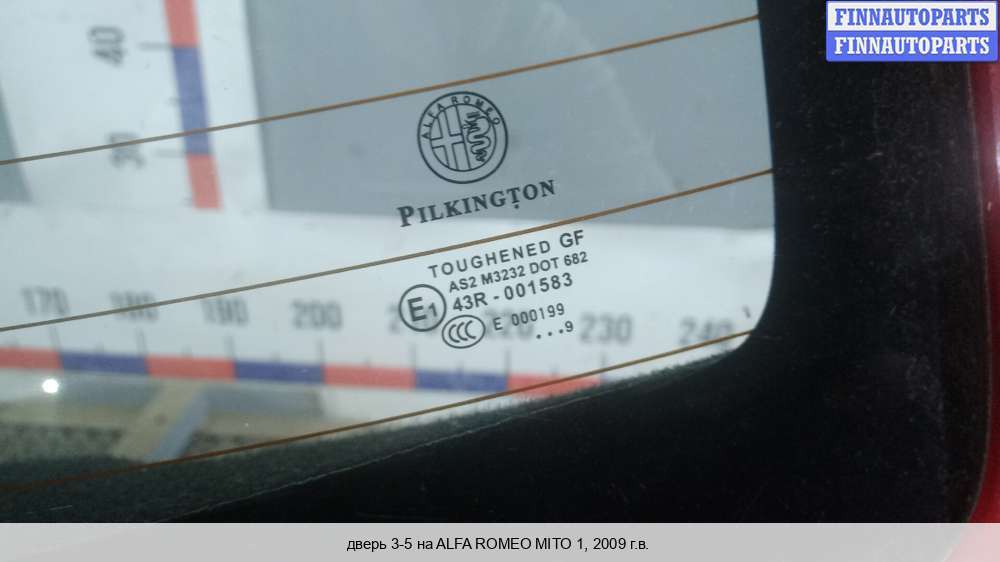 FINNAUTOPARTS
FINNAUTOPARTS
40
30
ALFA ROMEO
PILKINGTON
TOUGHENED GF
AS2 M3232 DOT 682
E1 43R - 001583
CCC E 000199
...9
170 180 190 200 230 240
дверь 3-5 на ALFA ROMEO MITO 1, 2009 г.в.